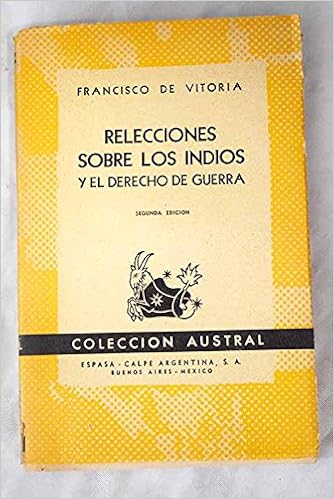 FRANCISCO DE VITORIA
RELECCIONES
SOBRE LOS INDIOS
Y EL DERECHO DE GUERRA
SEGUNDA EDICION
COLECCION AUSTRAL
ESPASA - CALPE ARGENTINA, S. A.
BUENOS AIRES - MEXICO